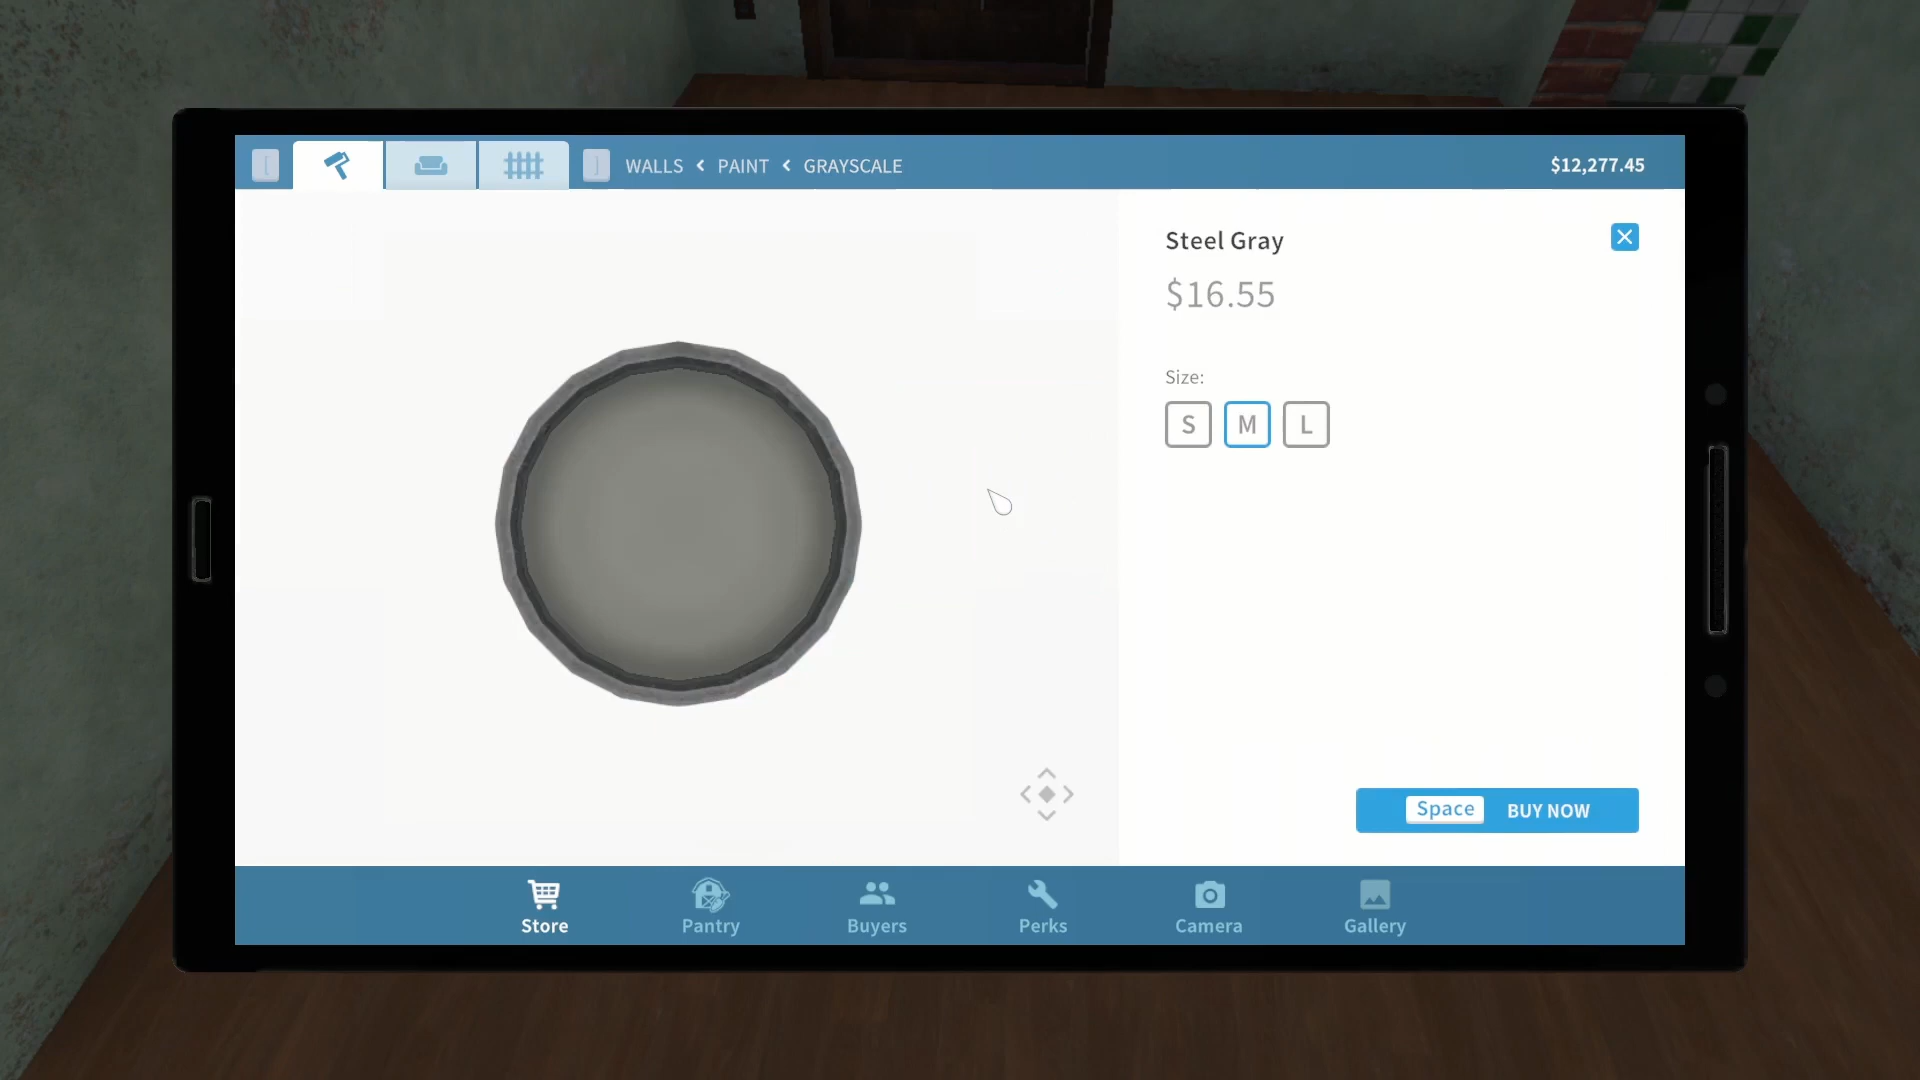 [
]
WALLS < PAINT < GRAYSCALE
$12,277.45
Steel Gray
$16.55
Size:
S M L
Space BUY NOW
Store Pantry Buyers Perks Camera Gallery